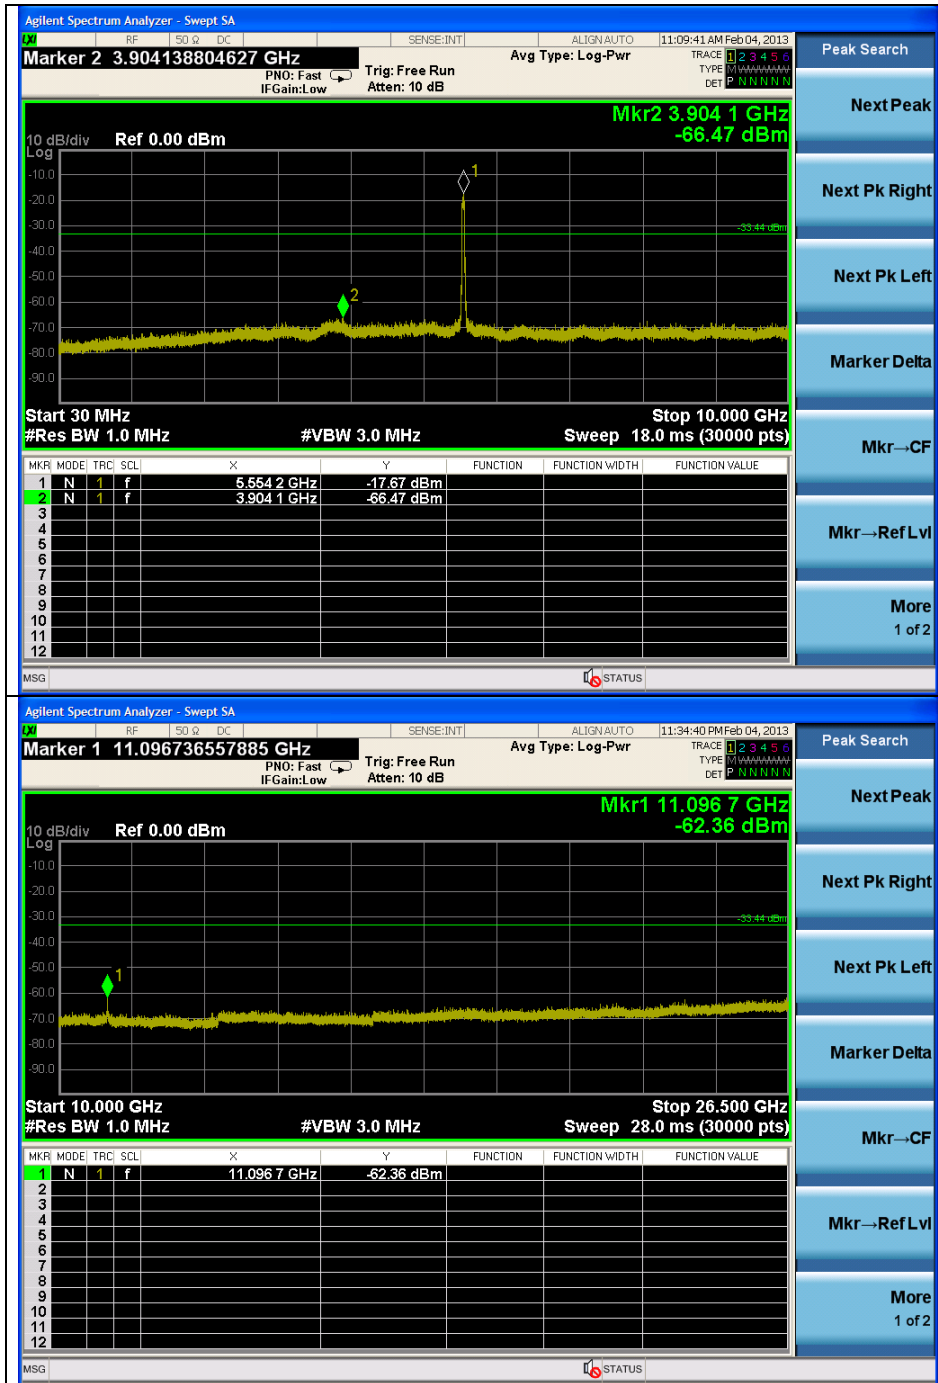 Agilent Spectrum Analyzer - Swept SA
LXI RF 50 Ω DC SENSE:INT ALIGN AUTO 11:09:41 AM Feb 04, 2013
Marker 2 3.904138804627 GHz
PNO: Fast
IFGain:Low
Trig: Free Run
Atten: 10 dB
Avg Type: Log-Pwr
TRACE 1 2 3 4 5 6
TYPE M
DET P N N N N N
Peak Search
Next Peak
Next Pk Right
Next Pk Left
Marker Delta
Mkr→CF
Mkr→Ref Lvl
More
1 of 2
Mkr2 3.904 1 GHz
-66.47 dBm
10 dB/div Ref 0.00 dBm
Log
-10.0
-20.0
-30.0
-40.0
-50.0
-60.0
-70.0
-80.0
-90.0
1
2
-33.44 dBm
Start 30 MHz Stop 10.000 GHz
#Res BW 1.0 MHz #VBW 3.0 MHz Sweep 18.0 ms (30000 pts)
MKR MODE TRC SCL X Y FUNCTION FUNCTION WIDTH FUNCTION VALUE
1 N 1 f 5.554 2 GHz -17.67 dBm
2 N 1 f 3.904 1 GHz -66.47 dBm
3
4
5
6
7
8
9
10
11
12
MSG STATUS
Agilent Spectrum Analyzer - Swept SA
LXI RF 50 Ω DC SENSE:INT ALIGN AUTO 11:34:40 PM Feb 04, 2013
Marker 1 11.096736557885 GHz
PNO: Fast
IFGain:Low
Trig: Free Run
Atten: 10 dB
Avg Type: Log-Pwr
TRACE 1 2 3 4 5 6
TYPE M
DET P N N N N N
Peak Search
Next Peak
Next Pk Right
Next Pk Left
Marker Delta
Mkr→CF
Mkr→Ref Lvl
More
1 of 2
Mkr1 11.096 7 GHz
-62.36 dBm
10 dB/div Ref 0.00 dBm
Log
-10.0
-20.0
-30.0
-40.0
-50.0
-60.0
-70.0
-80.0
-90.0
1
-33.44 dBm
Start 10.000 GHz Stop 26.500 GHz
#Res BW 1.0 MHz #VBW 3.0 MHz Sweep 28.0 ms (30000 pts)
MKR MODE TRC SCL X Y FUNCTION FUNCTION WIDTH FUNCTION VALUE
1 N 1 f 11.096 7 GHz -62.36 dBm
2
3
4
5
6
7
8
9
10
11
12
MSG STATUS